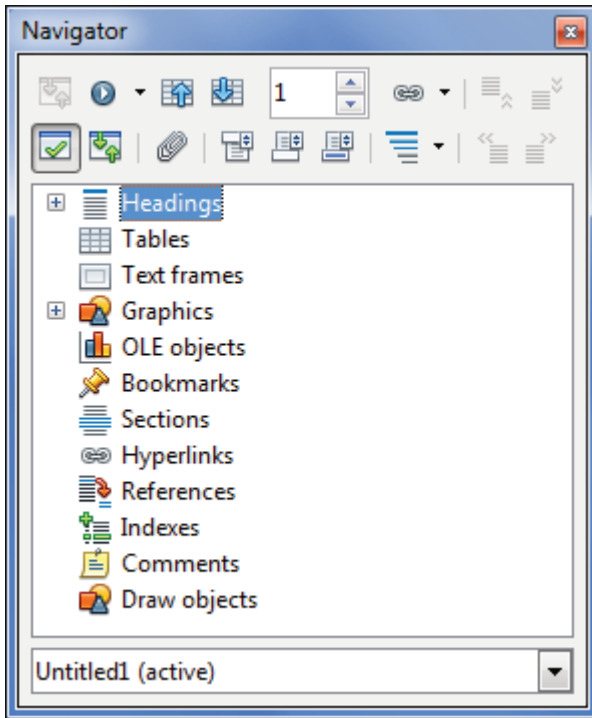 Navigator
1
Headings
Tables
Text frames
Graphics
OLE objects
Bookmarks
Sections
Hyperlinks
References
Indexes
Comments
Draw objects
Untitled1 (active)